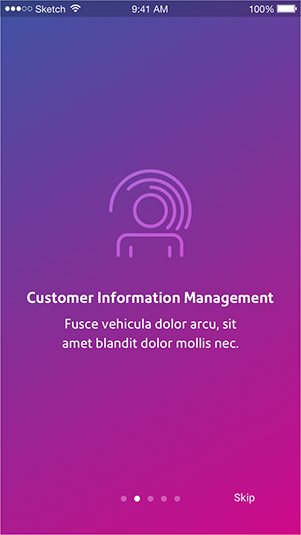 Sketch 9:41 AM 100%
Customer Information Management
Fusce vehicula dolor arcu, sit
amet blandit dolor mollis nec.
Skip